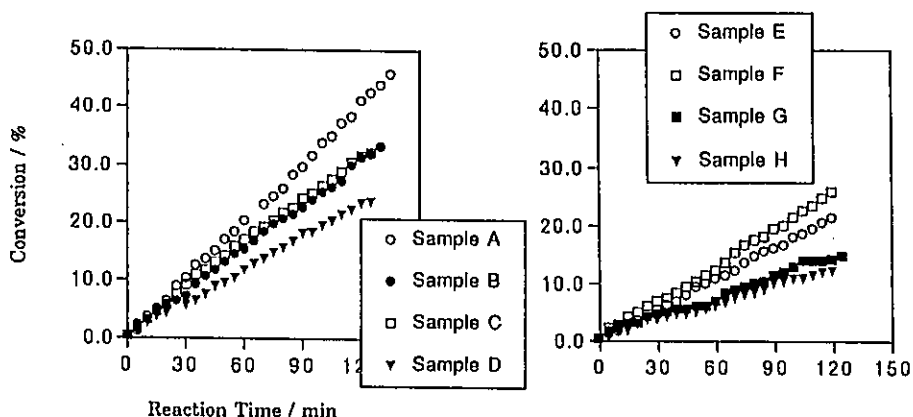 Conversion / %
50.0
40.0
30.0
20.0
10.0
0.0
0 30 60 90 12
Reaction Time / min
Sample A
Sample B
Sample C
Sample D
50.0
40.0
30.0
20.0
10.0
0.0
0 30 60 90 120 150
Sample E
Sample F
Sample G
Sample H